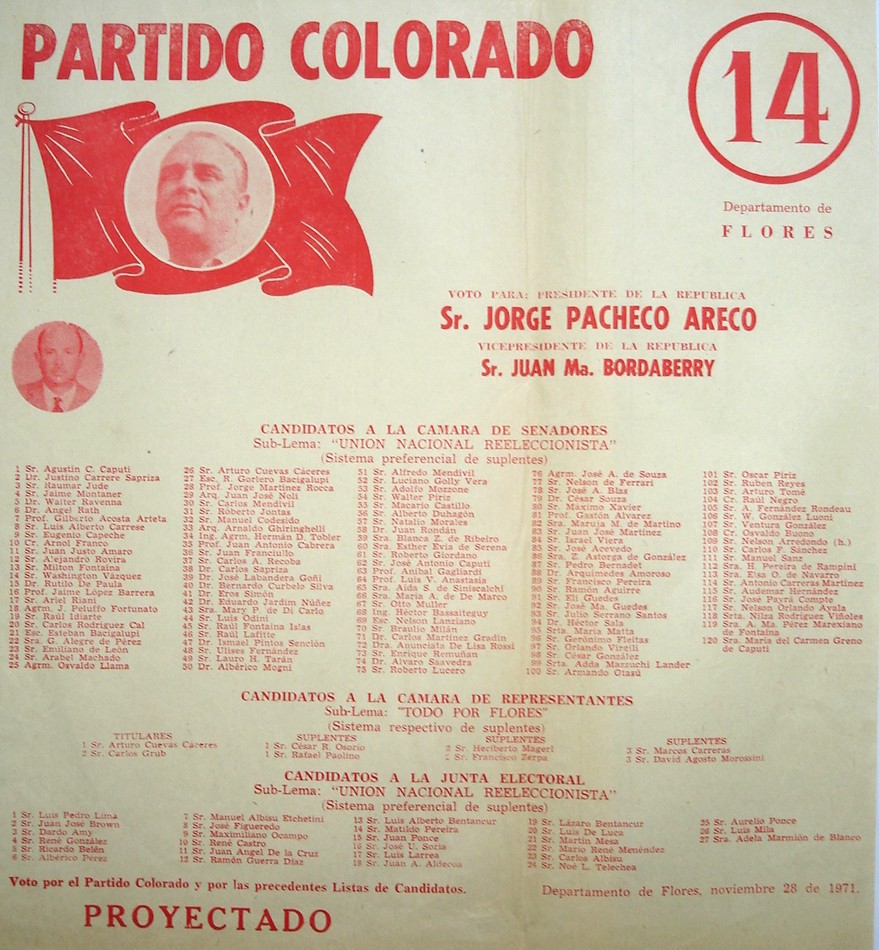 PARTIDO COLORADO
14
Departamento de
FLORES
VOTO PARA: PRESIDENTE DE LA REPUBLICA
Sr. JORGE PACHECO ARECO
VICEPRESIDENTE DE LA REPUBLICA
Sr. JUAN Ma. BORDABERRY
CANDIDATOS A LA CAMARA DE SENADORES
Sub-Lema: "UNION NACIONAL REELECCIONISTA"
(Sistema preferencial de suplentes)
1 Sr. Agustín C. Caputi
2 Dr. Justino Carrere Sapriza
3 Sr. Raumar Jude
4 Sr. Jaime Montaner
5 Dr. Walter Ravenna
6 Dr. Angel Rath
7 Prof. Gilberto Acosta Arteta
8 Sr. Luis Alberto Carrese
9 Sr. Eugenio Capeche
10 Cr. Arnol Franco
11 Sr. Juan Justo Amaro
12 Sr. Alejandro Rovira
13 Sr. Milton Fontaina
14 Sr. Washington Vázquez
15 Dr. Rutilo De Paula
16 Prof. Jaime López Barrera
17 Sr. Ariel Riani
18 Agrm. J. Peluffo Fortunato
19 Sr. Raúl Idiarte
20 Sr. Carlos Rodríguez Cal
21 Esc. Esteban Bacigalupi
22 Sra. G. Alegre de Pérez
23 Sr. Emiliano de León
24 Sr. Arabel Machado
25 Agrm. Osvaldo Llama
26 Sr. Arturo Cuevas Cáceres
27 Esc. R. Gorlero Bacigalupi
28 Prof. Jorge Martínez Rocca
29 Arq. Juan José Noli
30 Sr. Carlos Mendivil
31 Sr. Roberto Jontas
32 Sr. Manuel Codesido
33 Arq. Arnaldo Ghiringhelli
34 Ing. Agrm. Hermán D. Tobler
35 Prof. Juan Antonio Cabrera
36 Sr. Juan Franciullo
37 Sr. Carlos A. Recoba
38 Dr. Carlos Sapriza
39 Dr. José Labandera Goñi
40 Dr. Bernardo Curbelo Silva
41 Dr. Eros Simón
42 Dr. Eduardo Jardim Núñez
43 Sra. Mary P. de Di Carlo
44 Sr. Luis Odini
45 Sr. Raúl Fontaina Islas
46 Sr. Raúl Lafitte
47 Dr. Ismael Pintos Sención
48 Sr. Ulises Fernández
49 Sr. Lauro H. Tarán
50 Dr. Albérico Mogni
51 Sr. Alfredo Mendivil
52 Sr. Luciano Golly Vera
53 Sr. Adolfo Mozzone
54 Sr. Walter Piriz
55 Sr. Macario Castillo
56 Sr. Alberto Duhagón
57 Sr. Natalio Morales
58 Dr. Juan Rondán
59 Sra. Blanca Z. de Ribeiro
60 Sra. Esther Evia de Serena
61 Sr. Roberto Giordano
62 Sr. José Antonio Caputi
63 Prof. Aníbal Gagliardi
64 Prof. Luis V. Anastasia
65 Sra. Aida S. de Siniscalchi
66 Sra. María A. de De Marco
67 Sr. Otto Muller
68 Ing. Héctor Bassaiteguy
69 Esc. Nelson Lanzino
70 Sr. Braulio Milán
71 Dr. Carlos Martínez Gradin
72 Dra. Anunciata De Lisa Rossi
73 Sr. Enrique Remuñan
74 Dr. Alvaro Saavedra
75 Sr. Roberto Lucero
76 Agrm. José A. de Souza
77 Sr. Nelson de Ferrari
78 Sr. José A. Blas
79 Dr. César Souza
80 Sr. Máximo Xavier
81 Prof. Gastón Alvarez
82 Sra. Maruja M. de Martino
83 Sr. Juan José Martínez
84 Sr. Israel Viera
85 Sr. José Acevedo
86 Sra. Z. Astorga de González
87 Sr. Pedro Bernadet
88 Dr. Arquímedes Amoroso
89 Sr. Francisco Pereira
90 Sr. Ramón Aguirre
91 Sr. Eli Guedes
92 Sr. José Ma. Guedes
93 Sr. Julio Serrano Santos
94 Dr. Héctor Sala
95 Srta. María Matta
96 Sr. Gerónimo Fleitas
97 Sr. Orlando Virgili
98 Sr. César González
99 Srta. Adda Mazzuchi Lander
100 Sr. Armando Otasú
101 Sr. Oscar Píriz
102 Sr. Ruben Reyes
103 Sr. Arturo Tomé
104 Cr. Raúl Negro
105 Sr. A. Fernández Rondeau
106 Sr. W. González Luoni
107 Sr. Ventura González
108 Cr. Osvaldo Buono
109 Sr. Nelson Arredondo (h.)
110 Sr. Carlos F. Sánchez
111 Sr. Manuel Sanz
112 Sra. H. Pereira de Rampini
113 Sra. Elsa O. de Navarro
114 Sr. Antonio Carreras Martínez
115 Sr. Audemar Hernández
116 Sr. José Payrá Compte
117 Sr. Nelson Orlando Ayala
118 Srta. Nilza Rodríguez Viñoles
119 Sra. A. Ma. Pérez Marexiano
de Fontaina
120 Sra. María del Carmen Greno
de Caputi
CANDIDATOS A LA CAMARA DE REPRESENTANTES
Sub-Lema: "TODO POR FLORES"
(Sistema respectivo de suplentes)
TITULARES
1 Sr. Arturo Cuevas Cáceres
2 Sr. Carlos Grub
SUPLENTES
1 Sr. César R. Osorio
1 Sr. Rafael Paolino
SUPLENTES
2 Sr. Heriberto Magerl
2 Sr. Francisco Zerpa
SUPLENTES
3 Sr. Marcos Carreras
3 Sr. David Agosto Morossini
CANDIDATOS A LA JUNTA ELECTORAL
Sub-Lema: "UNION NACIONAL REELECCIONISTA"
(Sistema preferencial de suplentes)
1 Sr. Luis Pedro Lima
2 Sr. Juan José Brown
3 Sr. Dardo Amy
4 Sr. René González
5 Sr. Ricardo Belén
6 Sr. Albérico Pérez
7 Sr. Manuel Albisu Etchetini
8 Sr. José Figueredo
9 Sr. Maximiliano Ocampo
10 Sr. René Castro
11 Sr. Juan Angel De la Cruz
12 Sr. Ramón Guerra Díaz
13 Sr. Luis Alberto Bentancur
14 Sr. Matildo Pereira
15 Sr. Juan Ponce
16 Sr. José U. Soria
17 Sr. Luis Larrea
18 Sr. Juan A. Aldecoa
19 Sr. Lázaro Bentancur
20 Sr. Luis De Luca
21 Sr. Martín Mesa
22 Sr. Mario René Menéndez
23 Sr. Carlos Albisu
24 Sr. Noé L. Telechea
25 Sr. Aurelio Ponce
26 Sr. Luis Mila
27 Sra. Adela Marmión de Blanco
Voto por el Partido Colorado y por las precedentes Listas de Candidatos.
Departamento de Flores, noviembre 28 de 1971.
PROYECTADO